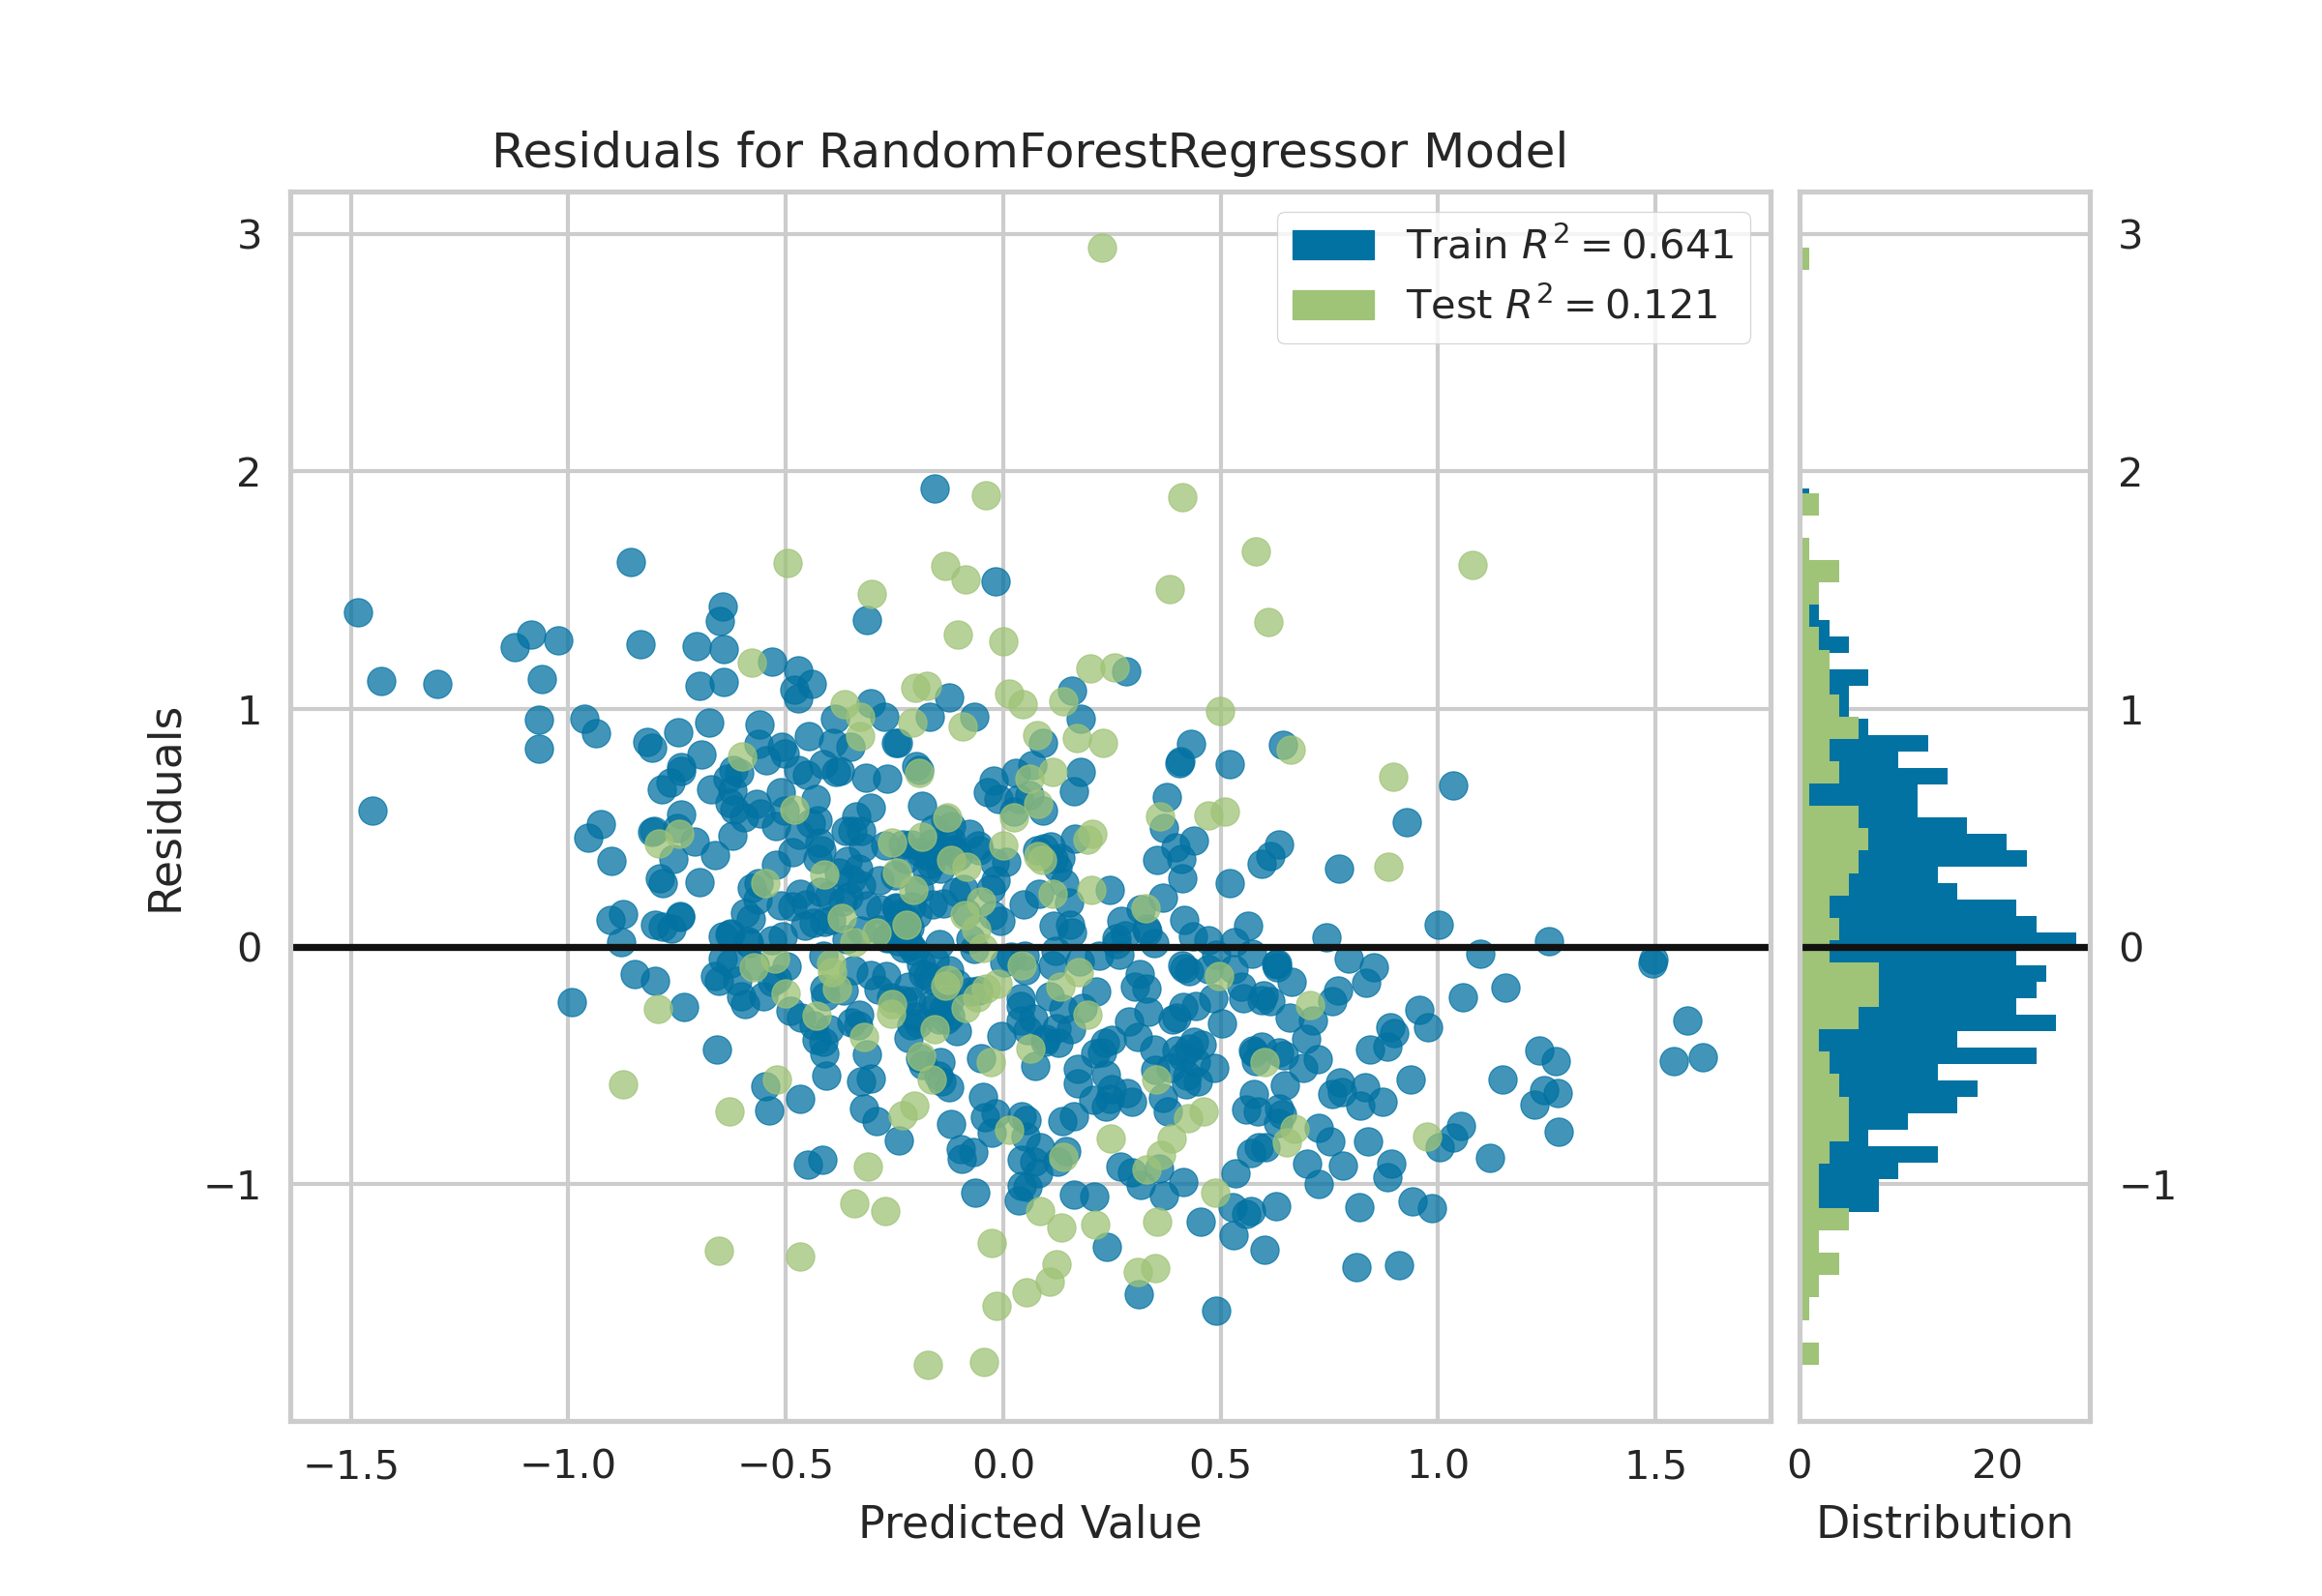 Residuals for RandomForestRegressor Model
Train R² = 0.641
Test R² = 0.121
Residuals
3
2
1
0
−1
−1.5 −1.0 −0.5 0.0 0.5 1.0 1.5
Predicted Value
3
2
1
0
−1
0 20
Distribution